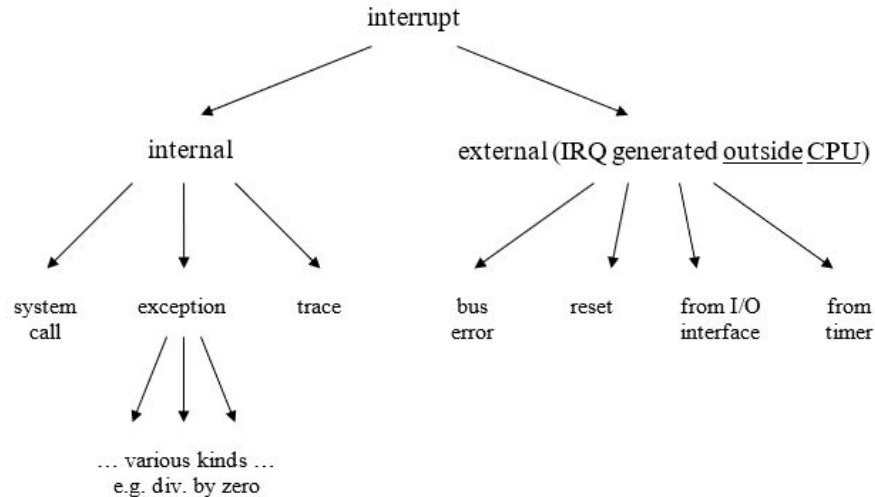 interrupt
internal
external (IRQ generated outside CPU)
system
call
exception
trace
bus
error
reset
from I/O
interface
from
timer
... various kinds ...
e.g. div. by zero